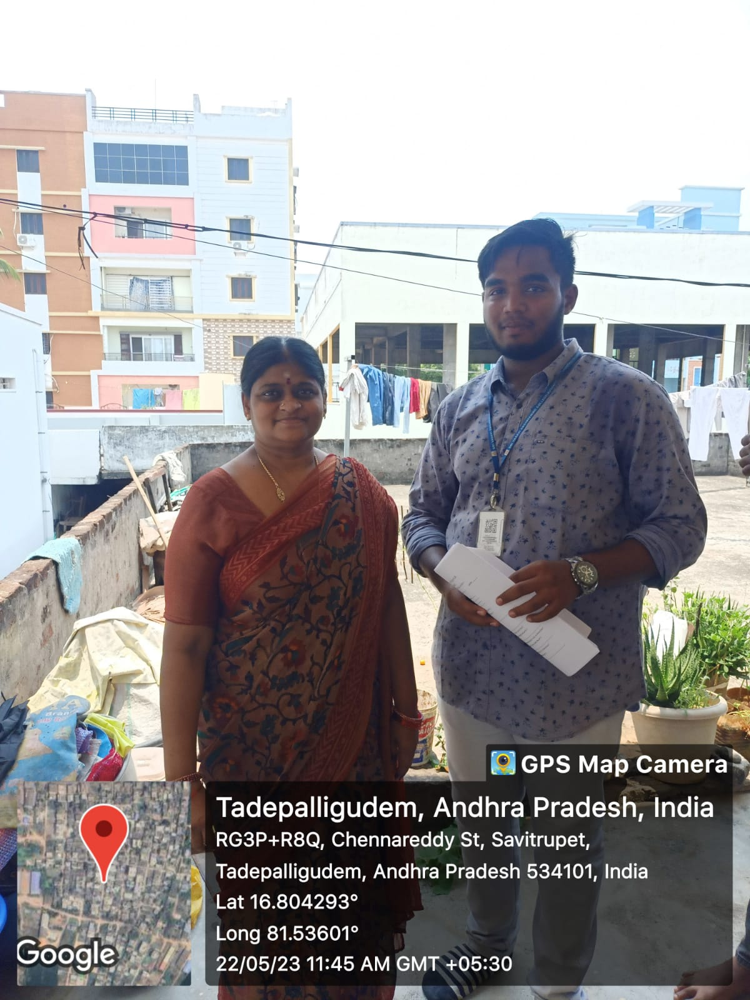 GPS Map Camera
Tadepalligudem, Andhra Pradesh, India
RG3P+R8Q, Chennareddy St, Savitrupet,
Tadepalligudem, Andhra Pradesh 534101, India
Lat 16.804293°
Long 81.53601°
22/05/23 11:45 AM GMT +05:30
Google